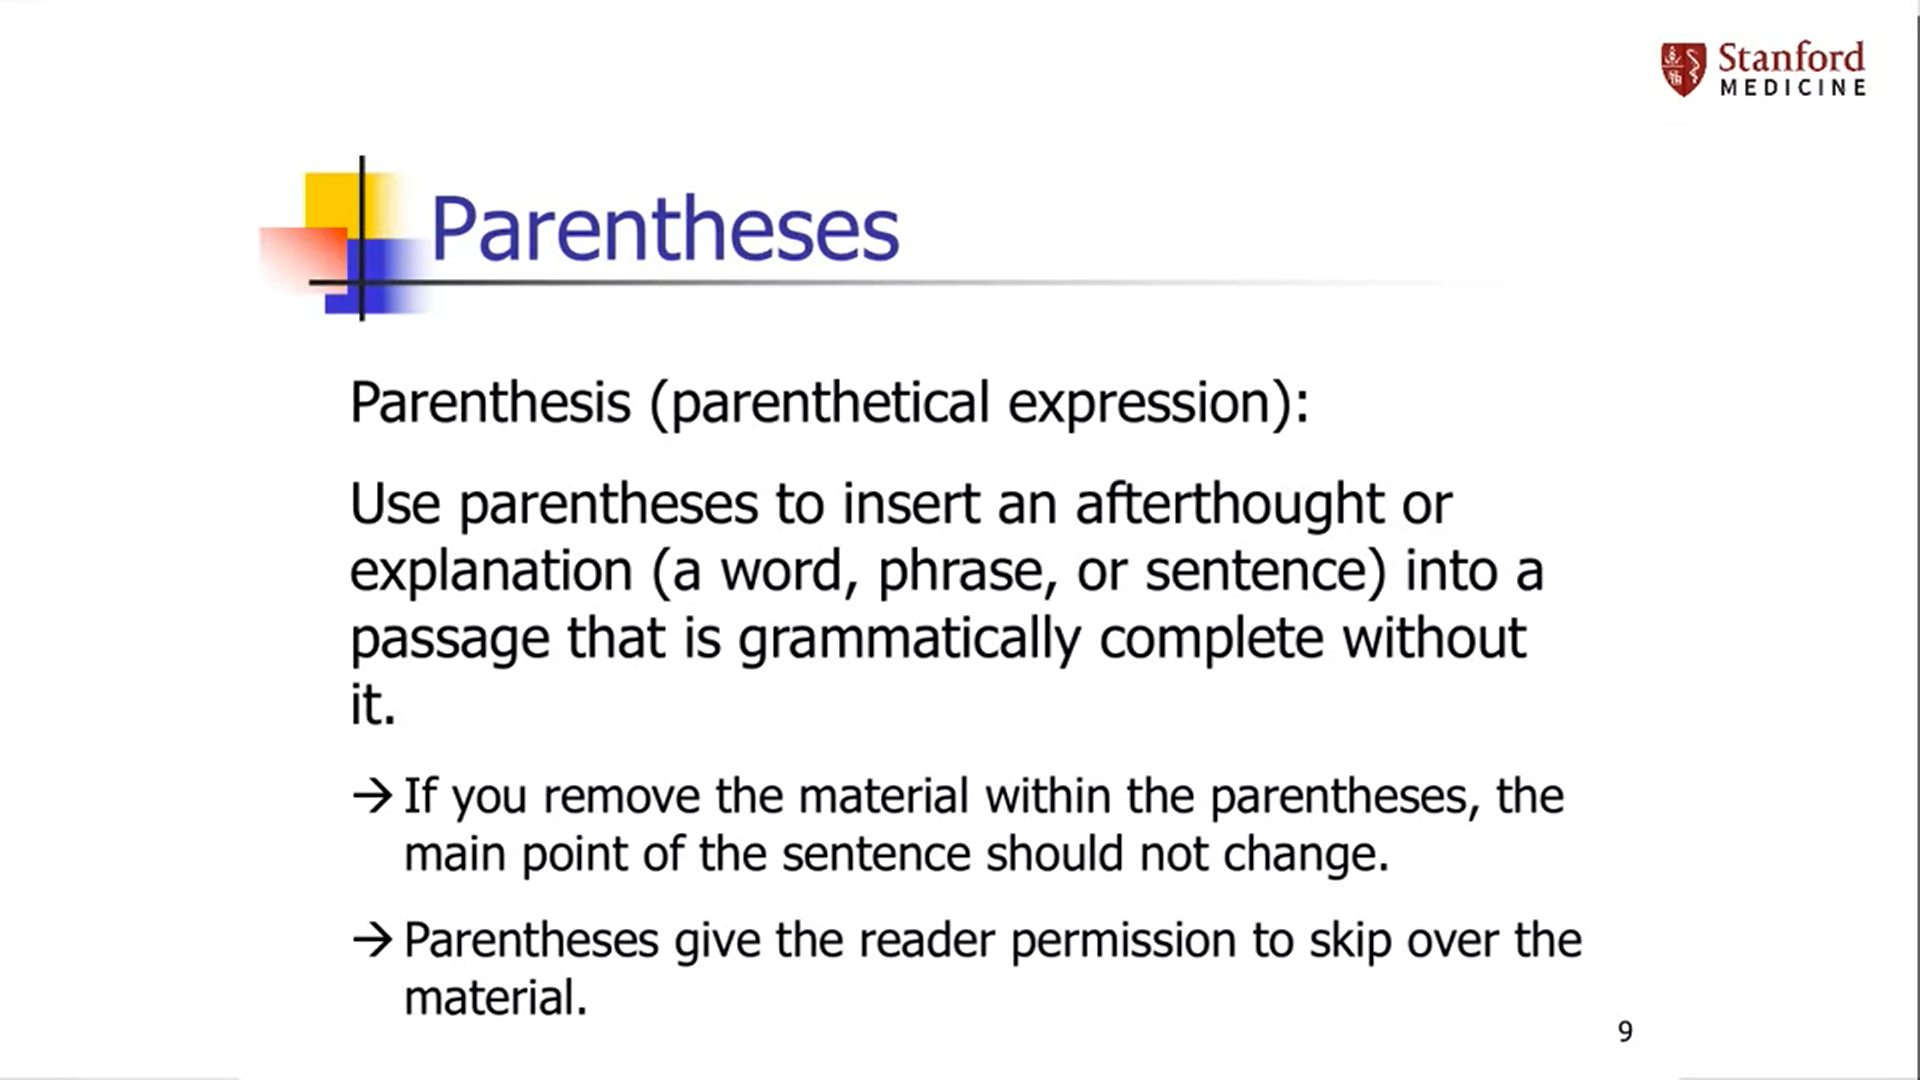 Stanford
MEDICINE
Parentheses
Parenthesis (parenthetical expression):
Use parentheses to insert an afterthought or
explanation (a word, phrase, or sentence) into a
passage that is grammatically complete without
it.
→ If you remove the material within the parentheses, the
main point of the sentence should not change.
→ Parentheses give the reader permission to skip over the
material.
9